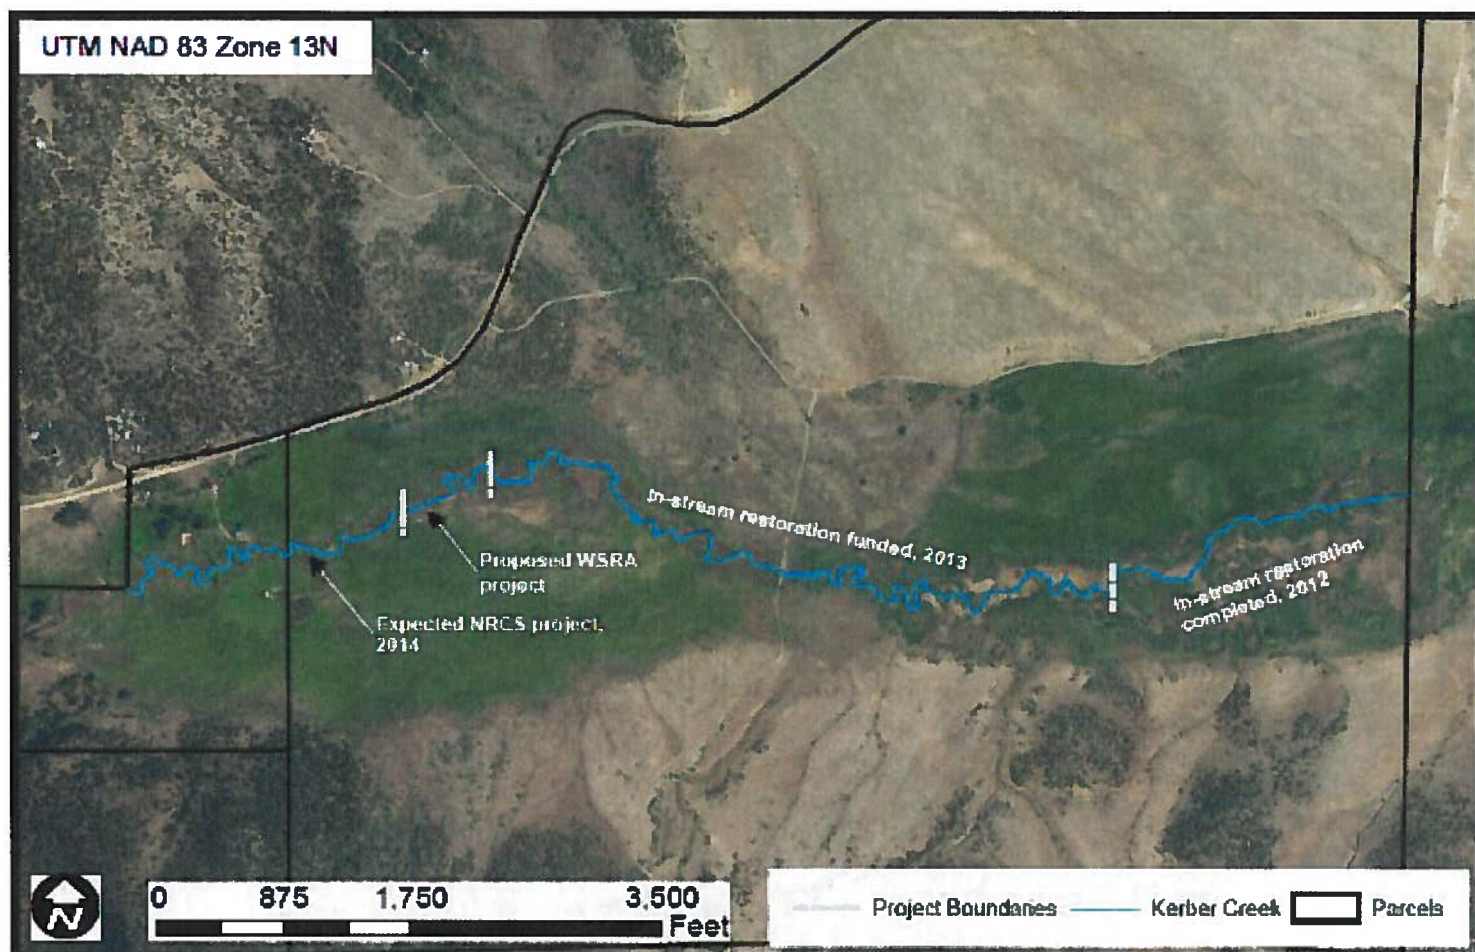 UTM NAD 83 Zone 13N
In-stream restoration funded, 2013
Proposed WSRA
project
In-stream restoration
completed, 2012
Expected NRCS project,
2014
N
0 875 1,750 3,500
Feet
Project Boundaries Kerber Creek Parcels